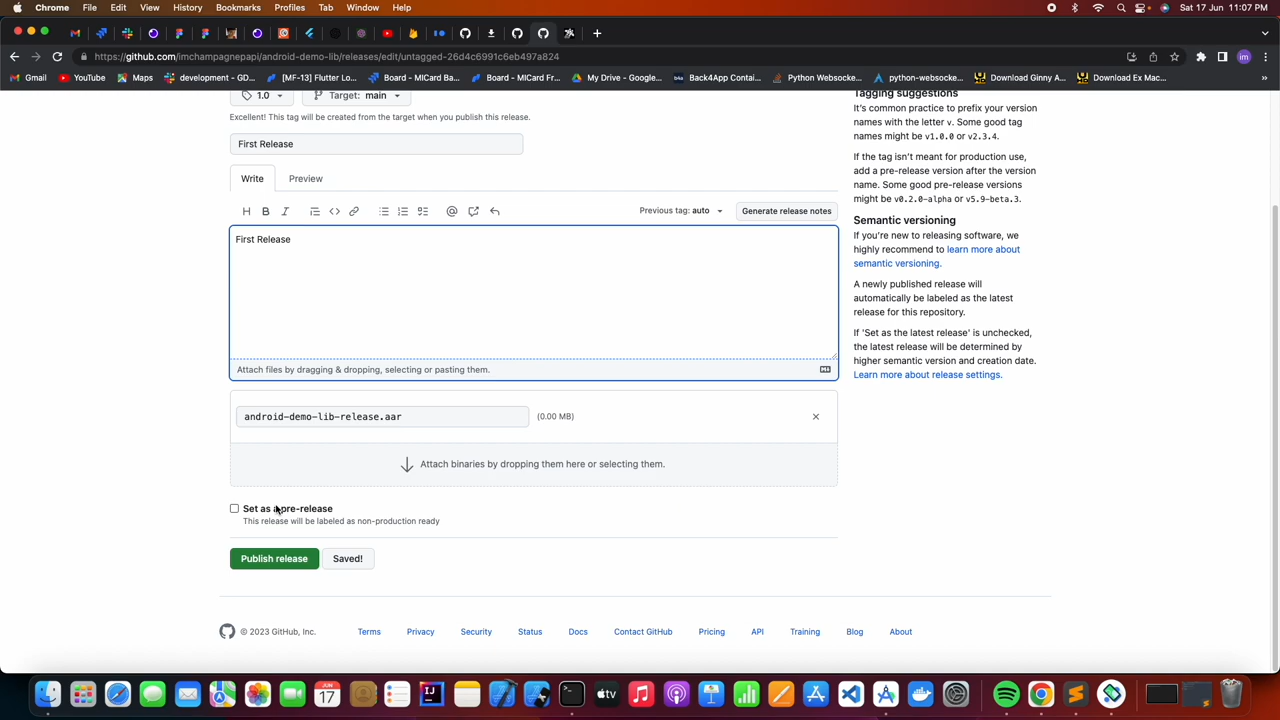 Chrome File Edit View History Bookmarks Profiles Tab Window Help
Sat 17 Jun 11:07 PM
https://github.com/imchampagnepapi/android-demo-lib/releases/edit/untagged-26d4c6991c6eb497a824
im
Gmail YouTube Maps development - GD... [MF-13] Flutter Lo... Board - MICard Ba... Board - MICard Fr... My Drive - Google... Back4App Contai... Python Websocke... python-websocke... Download Ginny A... Download Ex Mac... »
1.0 Target: main
Excellent! This tag will be created from the target when you publish this release.
First Release
Write Preview
H B I
Previous tag: auto
Generate release notes
First Release
Attach files by dragging & dropping, selecting or pasting them.
android-demo-lib-release.aar (0.00 MB)
Attach binaries by dropping them here or selecting them.
Set as a pre-release
This release will be labeled as non-production ready
Publish release Saved!
Tagging suggestions
It's common practice to prefix your version
names with the letter v. Some good tag
names might be v1.0.0 or v2.3.4.
If the tag isn't meant for production use,
add a pre-release version after the version
name. Some good pre-release versions
might be v0.2.0-alpha or v5.9-beta.3.
Semantic versioning
If you're new to releasing software, we
highly recommend to learn more about
semantic versioning.
A newly published release will
automatically be labeled as the latest
release for this repository.
If 'Set as the latest release' is unchecked,
the latest release will be determined by
higher semantic version and creation date.
Learn more about release settings.
© 2023 GitHub, Inc. Terms Privacy Security Status Docs Contact GitHub Pricing API Training Blog About
JUN
17
IJ
tv